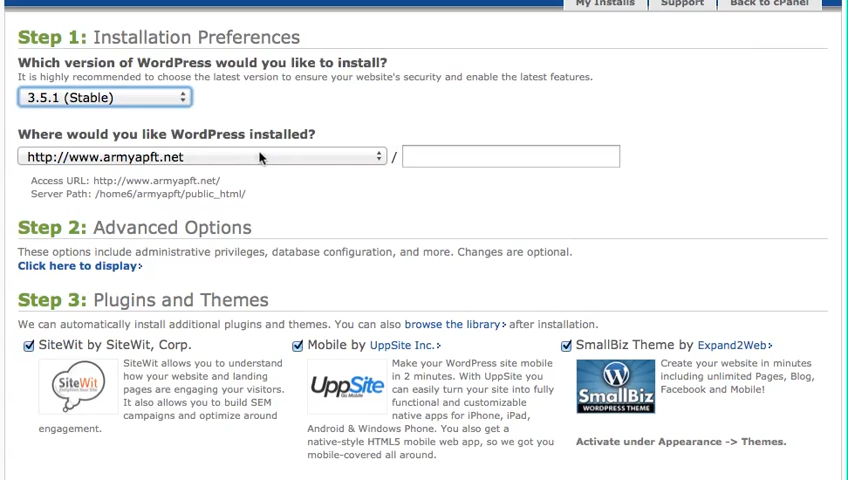 My Installs Support Back to cPanel
Step 1: Installation Preferences
Which version of WordPress would you like to install?
It is highly recommended to choose the latest version to ensure your website's security and enable the latest features.
3.5.1 (Stable)
Where would you like WordPress installed?
http://www.armyapft.net /
Access URL: http://www.armyapft.net/
Server Path: /home6/armyapft/public_html/
Step 2: Advanced Options
These options include administrative privileges, database configuration, and more. Changes are optional.
Click here to display›
Step 3: Plugins and Themes
We can automatically install additional plugins and themes. You can also browse the library› after installation.
SiteWit by SiteWit, Corp.
SiteWit
SiteWit allows you to understand
how your website and landing
pages are engaging your visitors.
It also allows you to build SEM
campaigns and optimize around
engagement.
Mobile by UppSite Inc.›
UppSite
Go Mobile
Make your WordPress site mobile
in 2 minutes. With UppSite you
can easily turn your site into fully
functional and customizable
native apps for iPhone, iPad,
Android & Windows Phone. You also get a
native-style HTML5 mobile web app, so we got you
mobile-covered all around.
SmallBiz Theme by Expand2Web›
SmallBiz
WORDPRESS THEME
Create your website in minutes
including unlimited Pages, Blog,
Facebook and Mobile!
Activate under Appearance -> Themes.